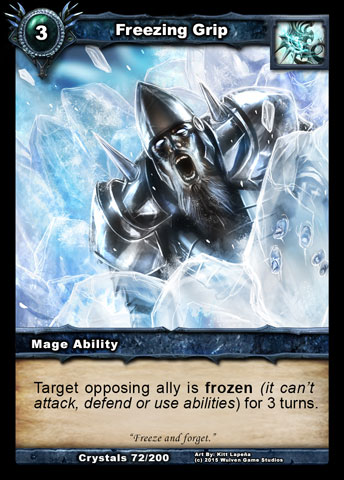 3
Freezing Grip
Mage Ability
Target opposing ally is frozen (it can't
attack, defend or use abilities) for 3 turns.
"Freeze and forget."
Crystals 72/200
Art By: Kitt Lapeña
(c) 2015 Wulven Game Studios